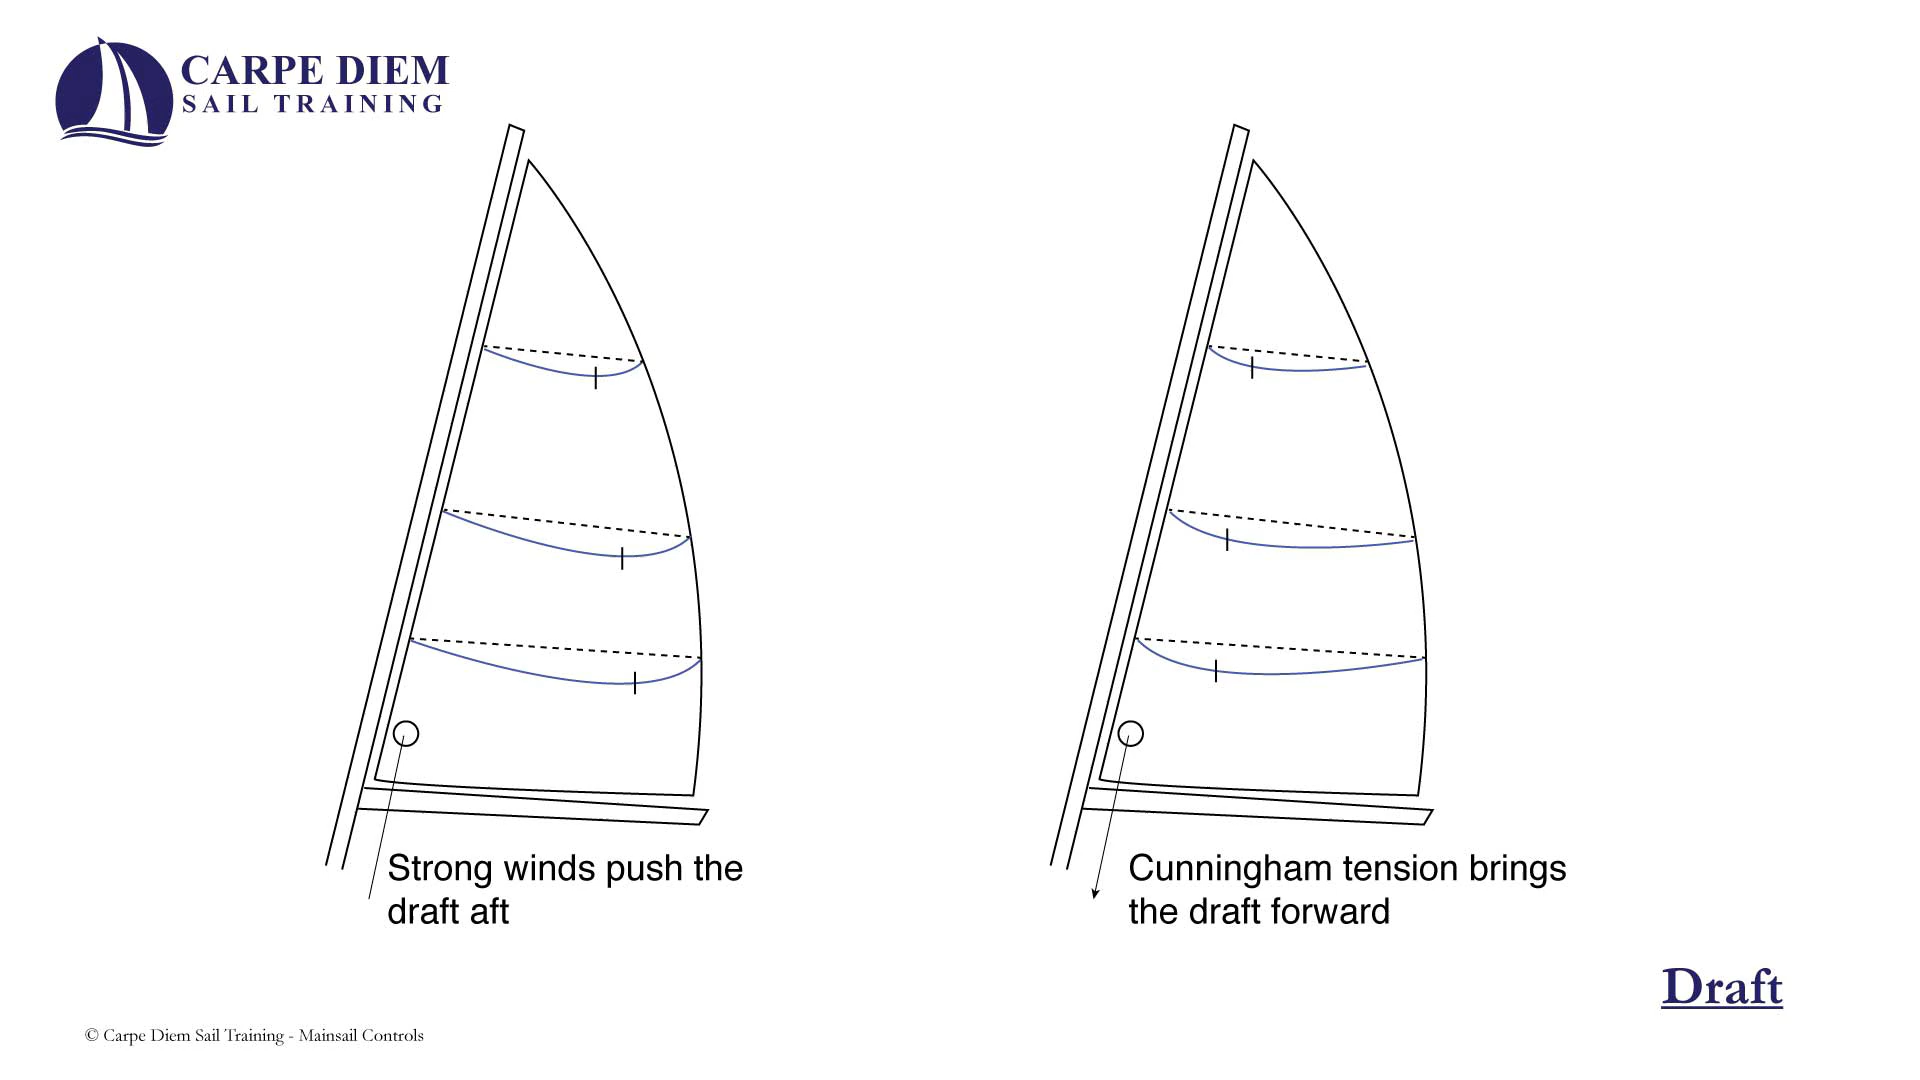 CARPE DIEM
SAIL TRAINING
Strong winds push the
draft aft
Cunningham tension brings
the draft forward
Draft
© Carpe Diem Sail Training - Mainsail Controls